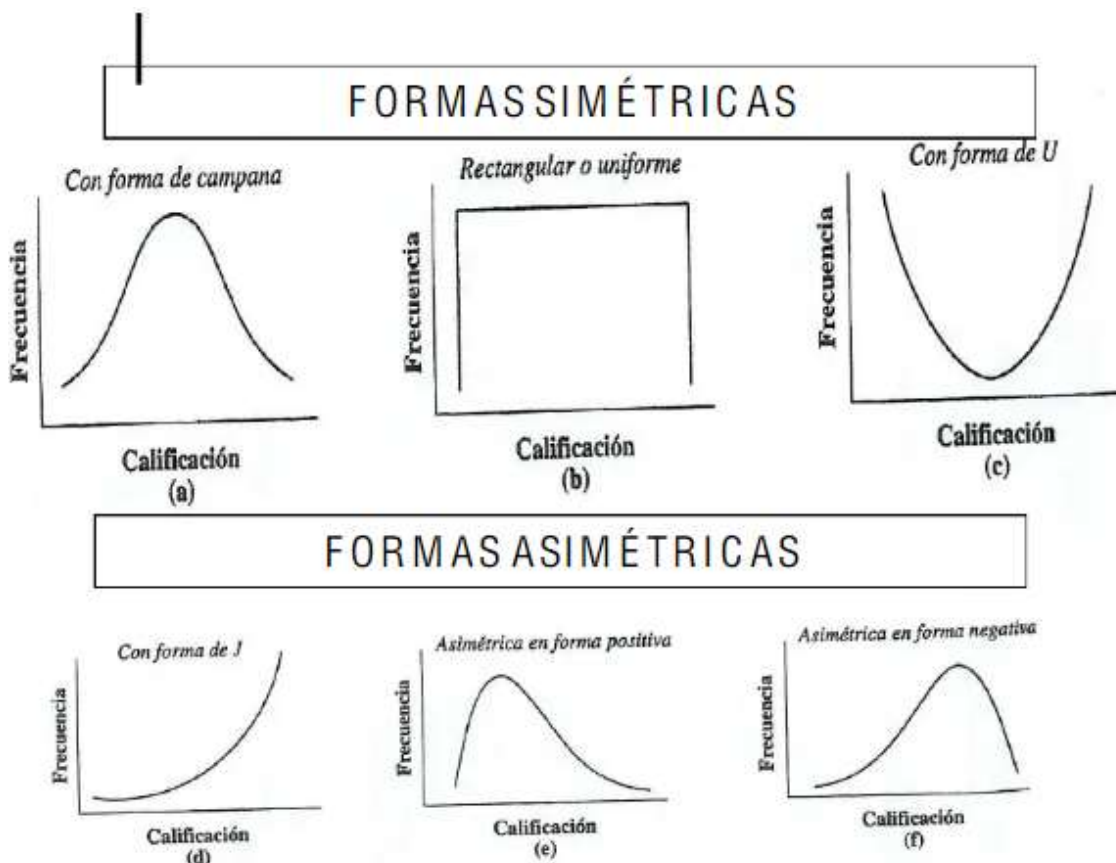 FORMAS SIMÉTRICAS
Con forma de campana
Rectangular o uniforme
Con forma de U
Frecuencia
Frecuencia
Frecuencia
Calificación
(a)
Calificación
(b)
Calificación
(c)
FORMAS ASIMÉTRICAS
Con forma de J
Asimétrica en forma positiva
Asimétrica en forma negativa
Frecuencia
Frecuencia
Frecuencia
Calificación
(d)
Calificación
(e)
Calificación
(f)